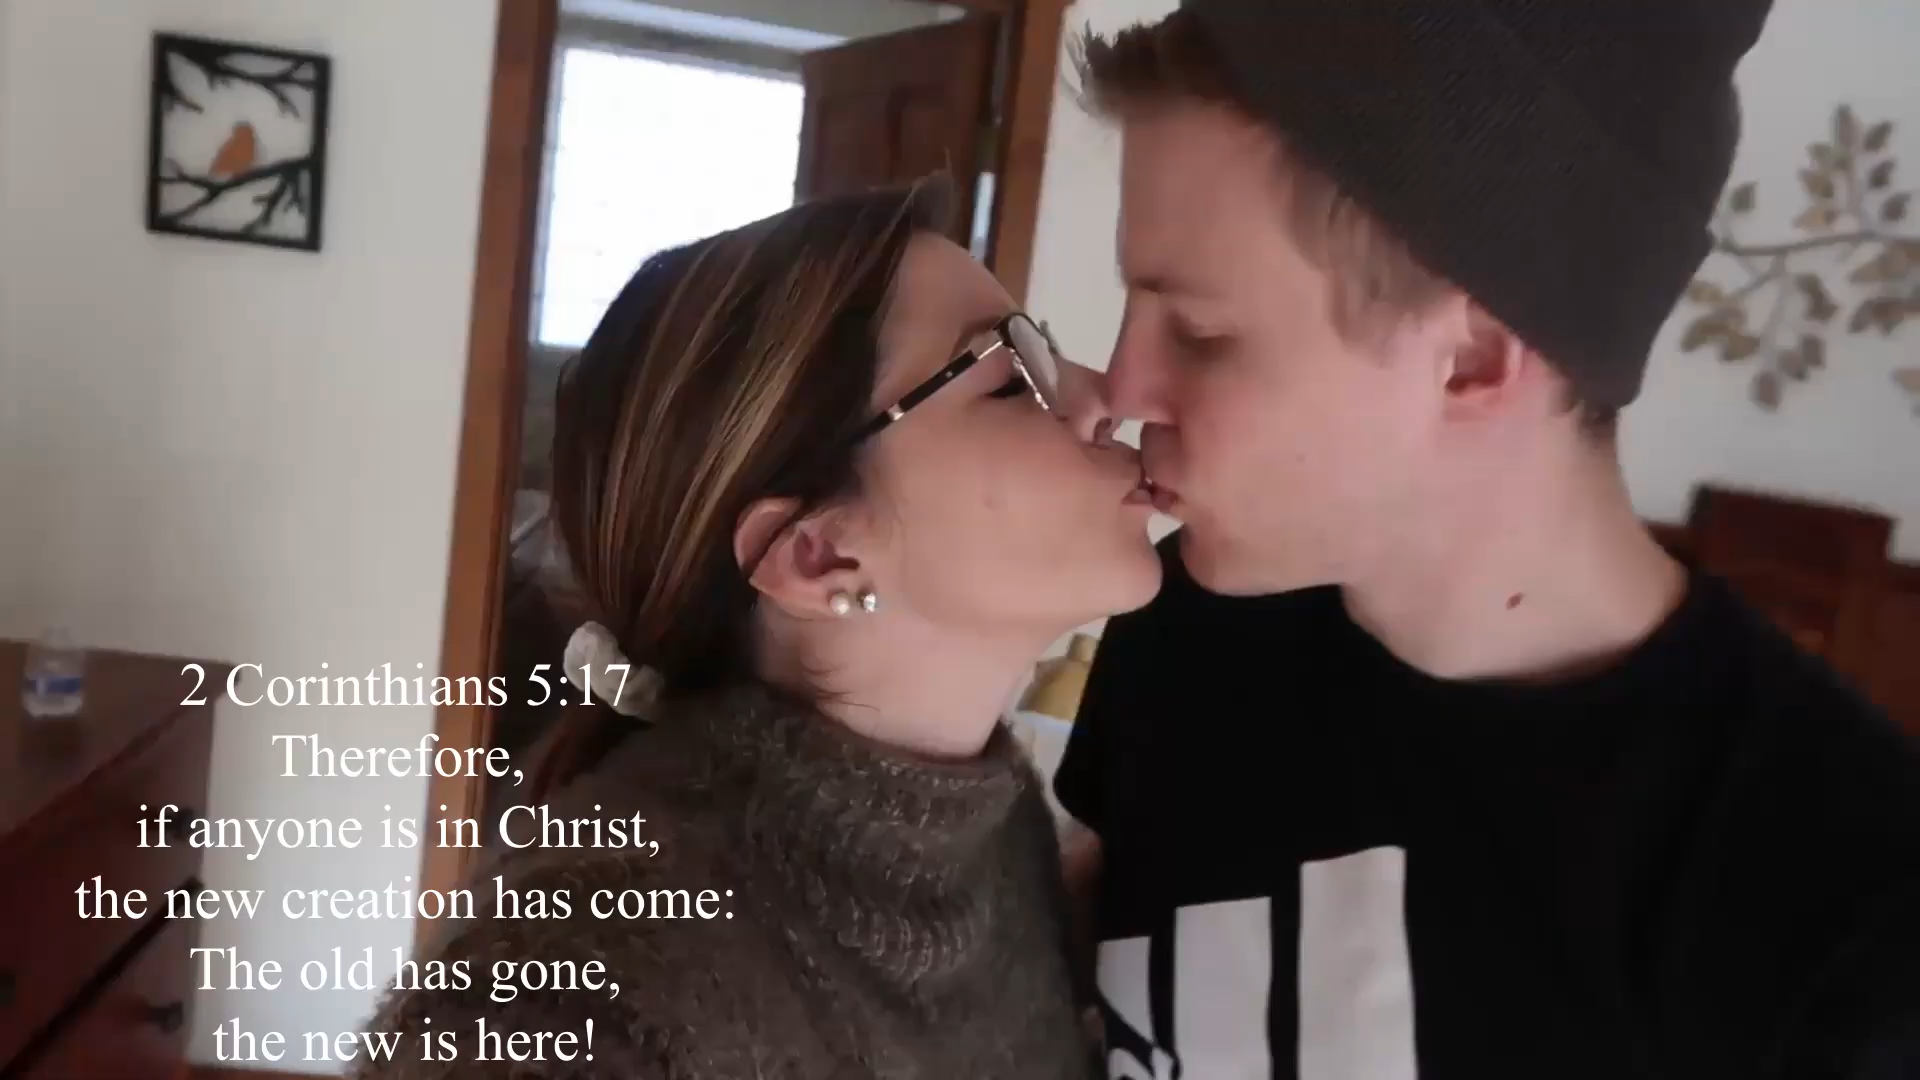 2 Corinthians 5:17
Therefore,
if anyone is in Christ,
the new creation has come:
The old has gone,
the new is here!